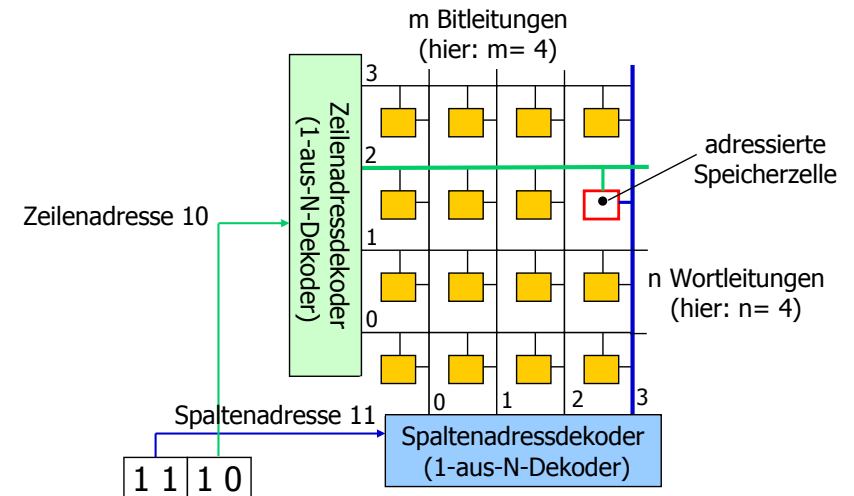 m Bitleitungen
(hier: m= 4)
3
Zeilenadressdekoder
(1-aus-N-Dekoder)
2
adressierte
Speicherzelle
Zeilenadresse 10
1
n Wortleitungen
(hier: n= 4)
0
Spaltenadresse 11
0
1
2
3
Spaltenadressdekoder
(1-aus-N-Dekoder)
1 1 1 0